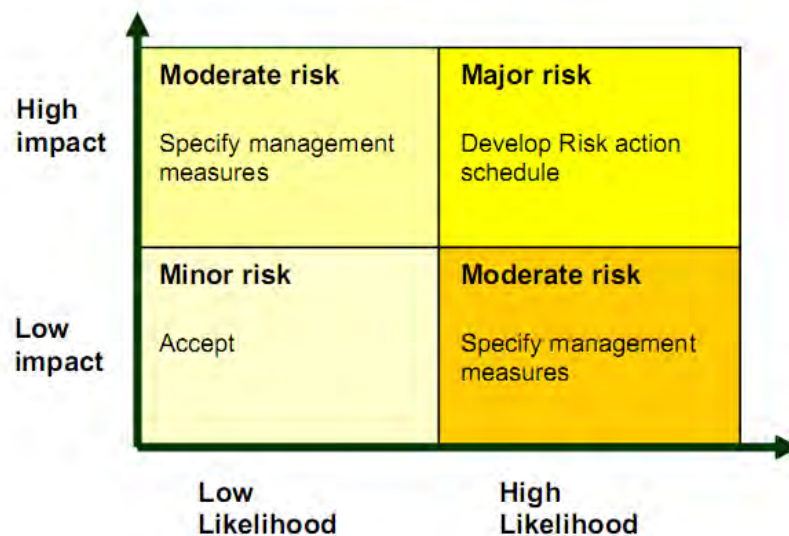 High
impact
Moderate risk
Specify management
measures
Major risk
Develop Risk action
schedule
Low
impact
Minor risk
Accept
Moderate risk
Specify management
measures
Low
Likelihood
High
Likelihood